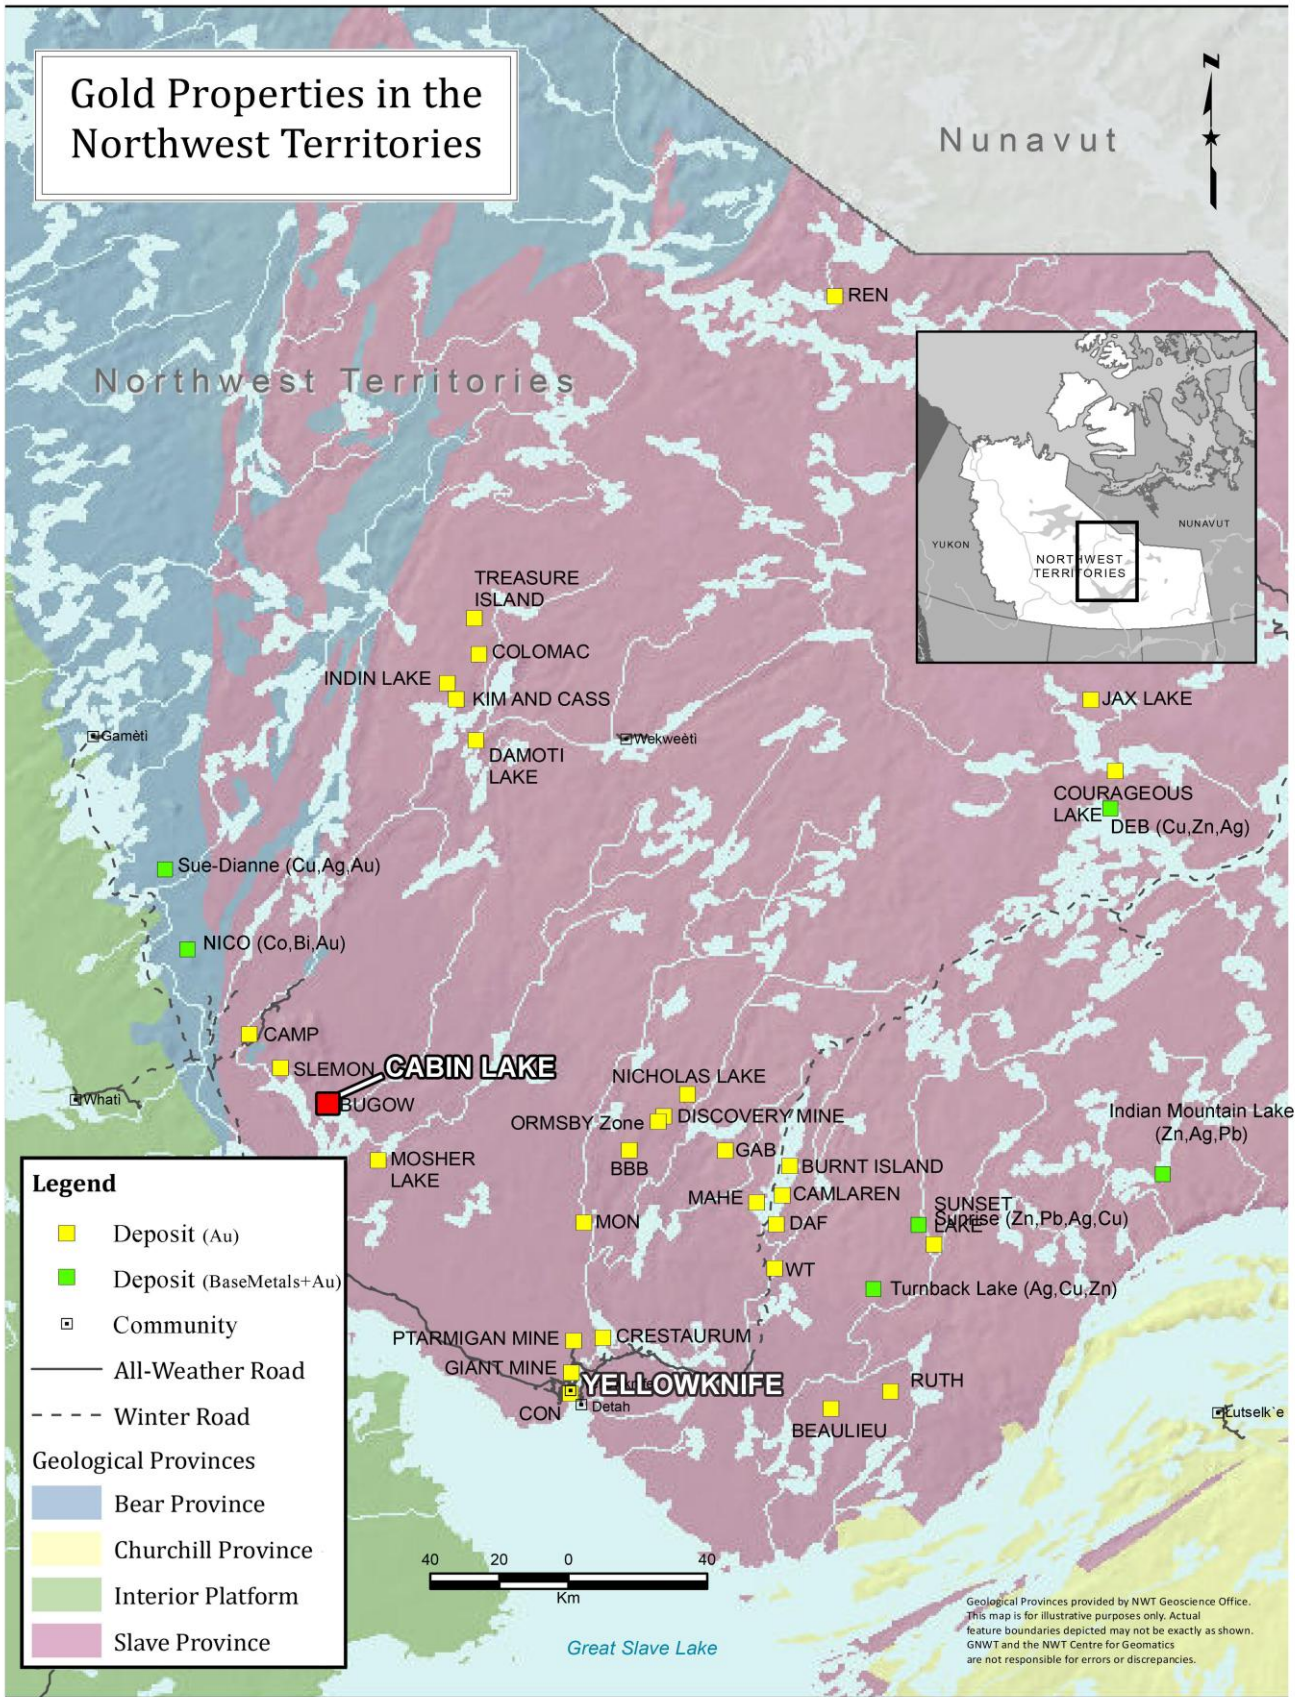 Gold Properties in the
Northwest Territories
N
Nunavut
REN
Northwest Territories
YUKON
NUNAVUT
NORTHWEST
TERRITORIES
TREASURE
ISLAND
COLOMAC
INDIN LAKE
KIM AND CASS
JAX LAKE
Gamètì
Wekweètì
DAMOTI
LAKE
COURAGEOUS
LAKE
DEB (Cu,Zn,Ag)
Sue-Dianne (Cu,Ag,Au)
NICO (Co,Bi,Au)
CAMP
SLEMON
CABIN LAKE
BUGOW
Whatì
NICHOLAS LAKE
DISCOVERY MINE
ORMSBY Zone
Indian Mountain Lake
(Zn,Ag,Pb)
MOSHER
LAKE
BBB
GAB
BURNT ISLAND
MAHE
CAMLAREN
SUNSET
LAKE
Sunrise (Zn,Pb,Ag,Cu)
MON
DAF
WT
Turnback Lake (Ag,Cu,Zn)
PTARMIGAN MINE
CRESTAURUM
GIANT MINE
YELLOWKNIFE
CON
Detah
RUTH
BEAULIEU
Lutselk`e
Legend
Deposit (Au)
Deposit (BaseMetals+Au)
Community
All-Weather Road
Winter Road
Geological Provinces
Bear Province
Churchill Province
Interior Platform
Slave Province
40 20 0 40
Km
Great Slave Lake
Geological Provinces provided by NWT Geoscience Office.
This map is for illustrative purposes only. Actual
feature boundaries depicted may not be exactly as shown.
GNWT and the NWT Centre for Geomatics
are not responsible for errors or discrepancies.